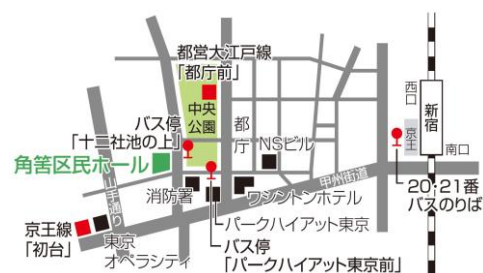 都営大江戸線
「都庁前」
中央
公園
バス停
「十二社池の上」
角筈区民ホール
都庁
NSビル
西口
新宿
京王
南口
甲州街道
20・21番
バスのりば
山手通り
消防署
ワシントンホテル
パークハイアット東京
バス停
「パークハイアット東京前」
京王線
「初台」
東京
オペラシティ